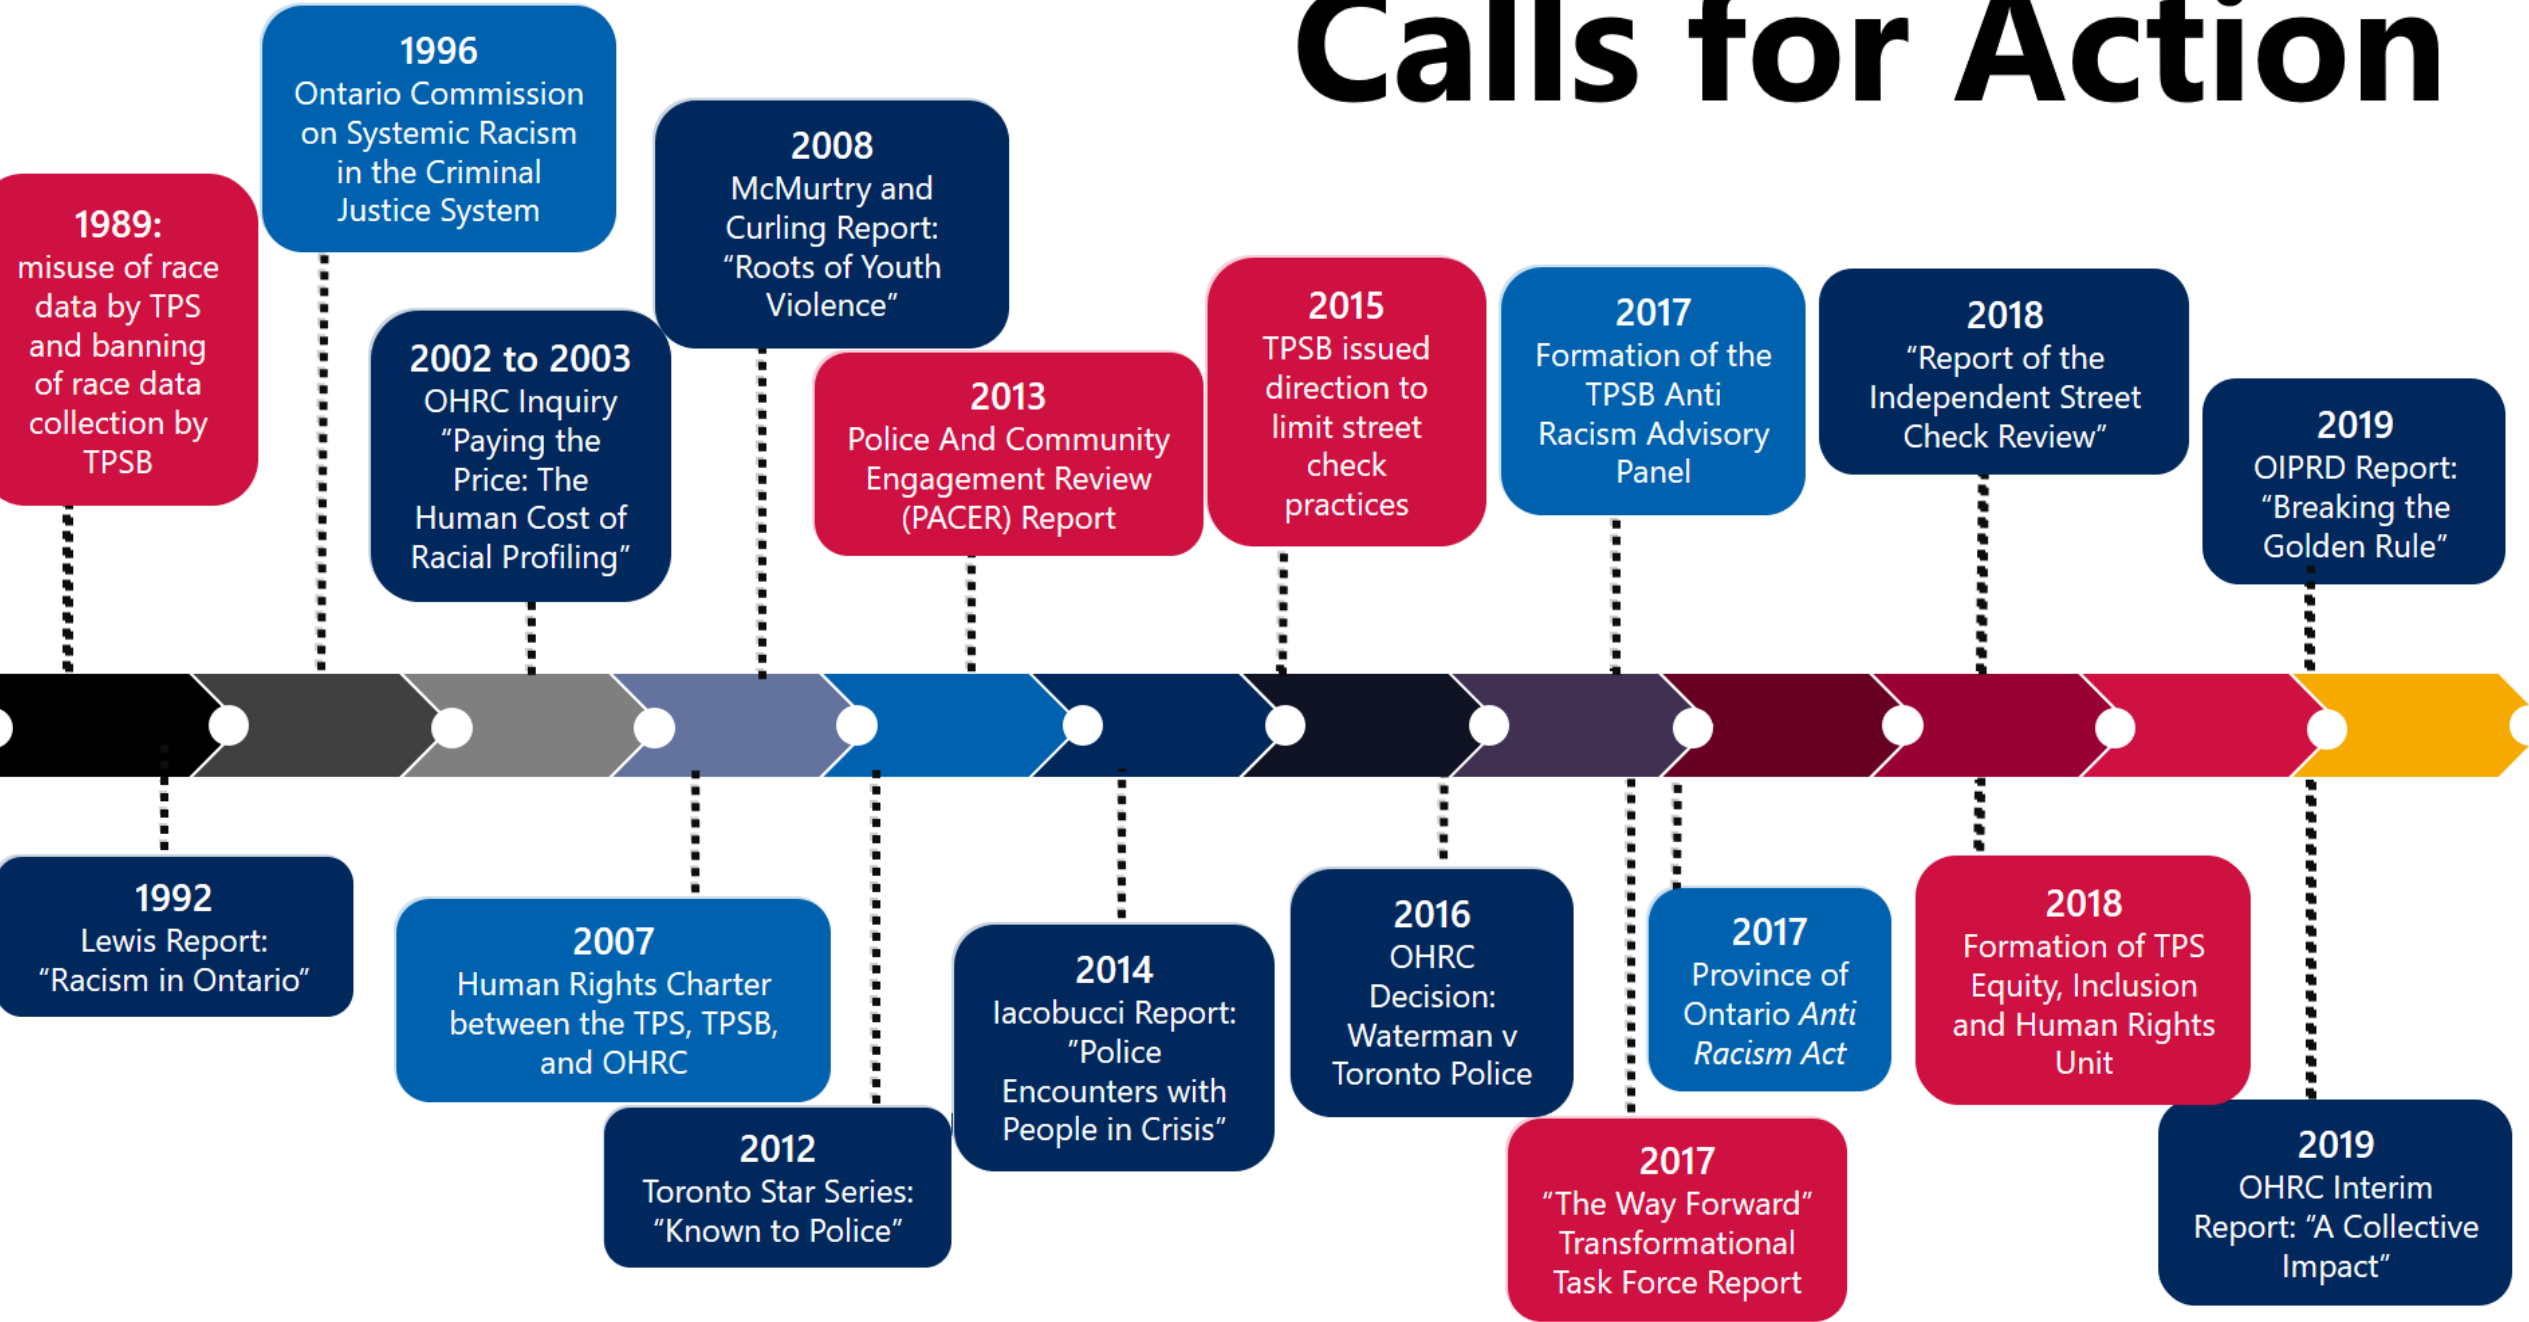 Calls for Action
1996
Ontario Commission
on Systemic Racism
in the Criminal
Justice System
2008
McMurtry and
Curling Report:
“Roots of Youth
Violence”
1989:
misuse of race
data by TPS
and banning
of race data
collection by
TPSB
2002 to 2003
OHRC Inquiry
“Paying the
Price: The
Human Cost of
Racial Profiling”
2013
Police And Community
Engagement Review
(PACER) Report
2015
TPSB issued
direction to
limit street
check
practices
2017
Formation of the
TPSB Anti
Racism Advisory
Panel
2018
“Report of the
Independent Street
Check Review”
2019
OIPRD Report:
“Breaking the
Golden Rule”
1992
Lewis Report:
“Racism in Ontario”
2007
Human Rights Charter
between the TPS, TPSB,
and OHRC
2012
Toronto Star Series:
“Known to Police”
2014
Iacobucci Report:
"Police
Encounters with
People in Crisis”
2016
OHRC
Decision:
Waterman v
Toronto Police
2017
“The Way Forward”
Transformational
Task Force Report
2017
Province of
Ontario Anti
Racism Act
2018
Formation of TPS
Equity, Inclusion
and Human Rights
Unit
2019
OHRC Interim
Report: “A Collective
Impact”